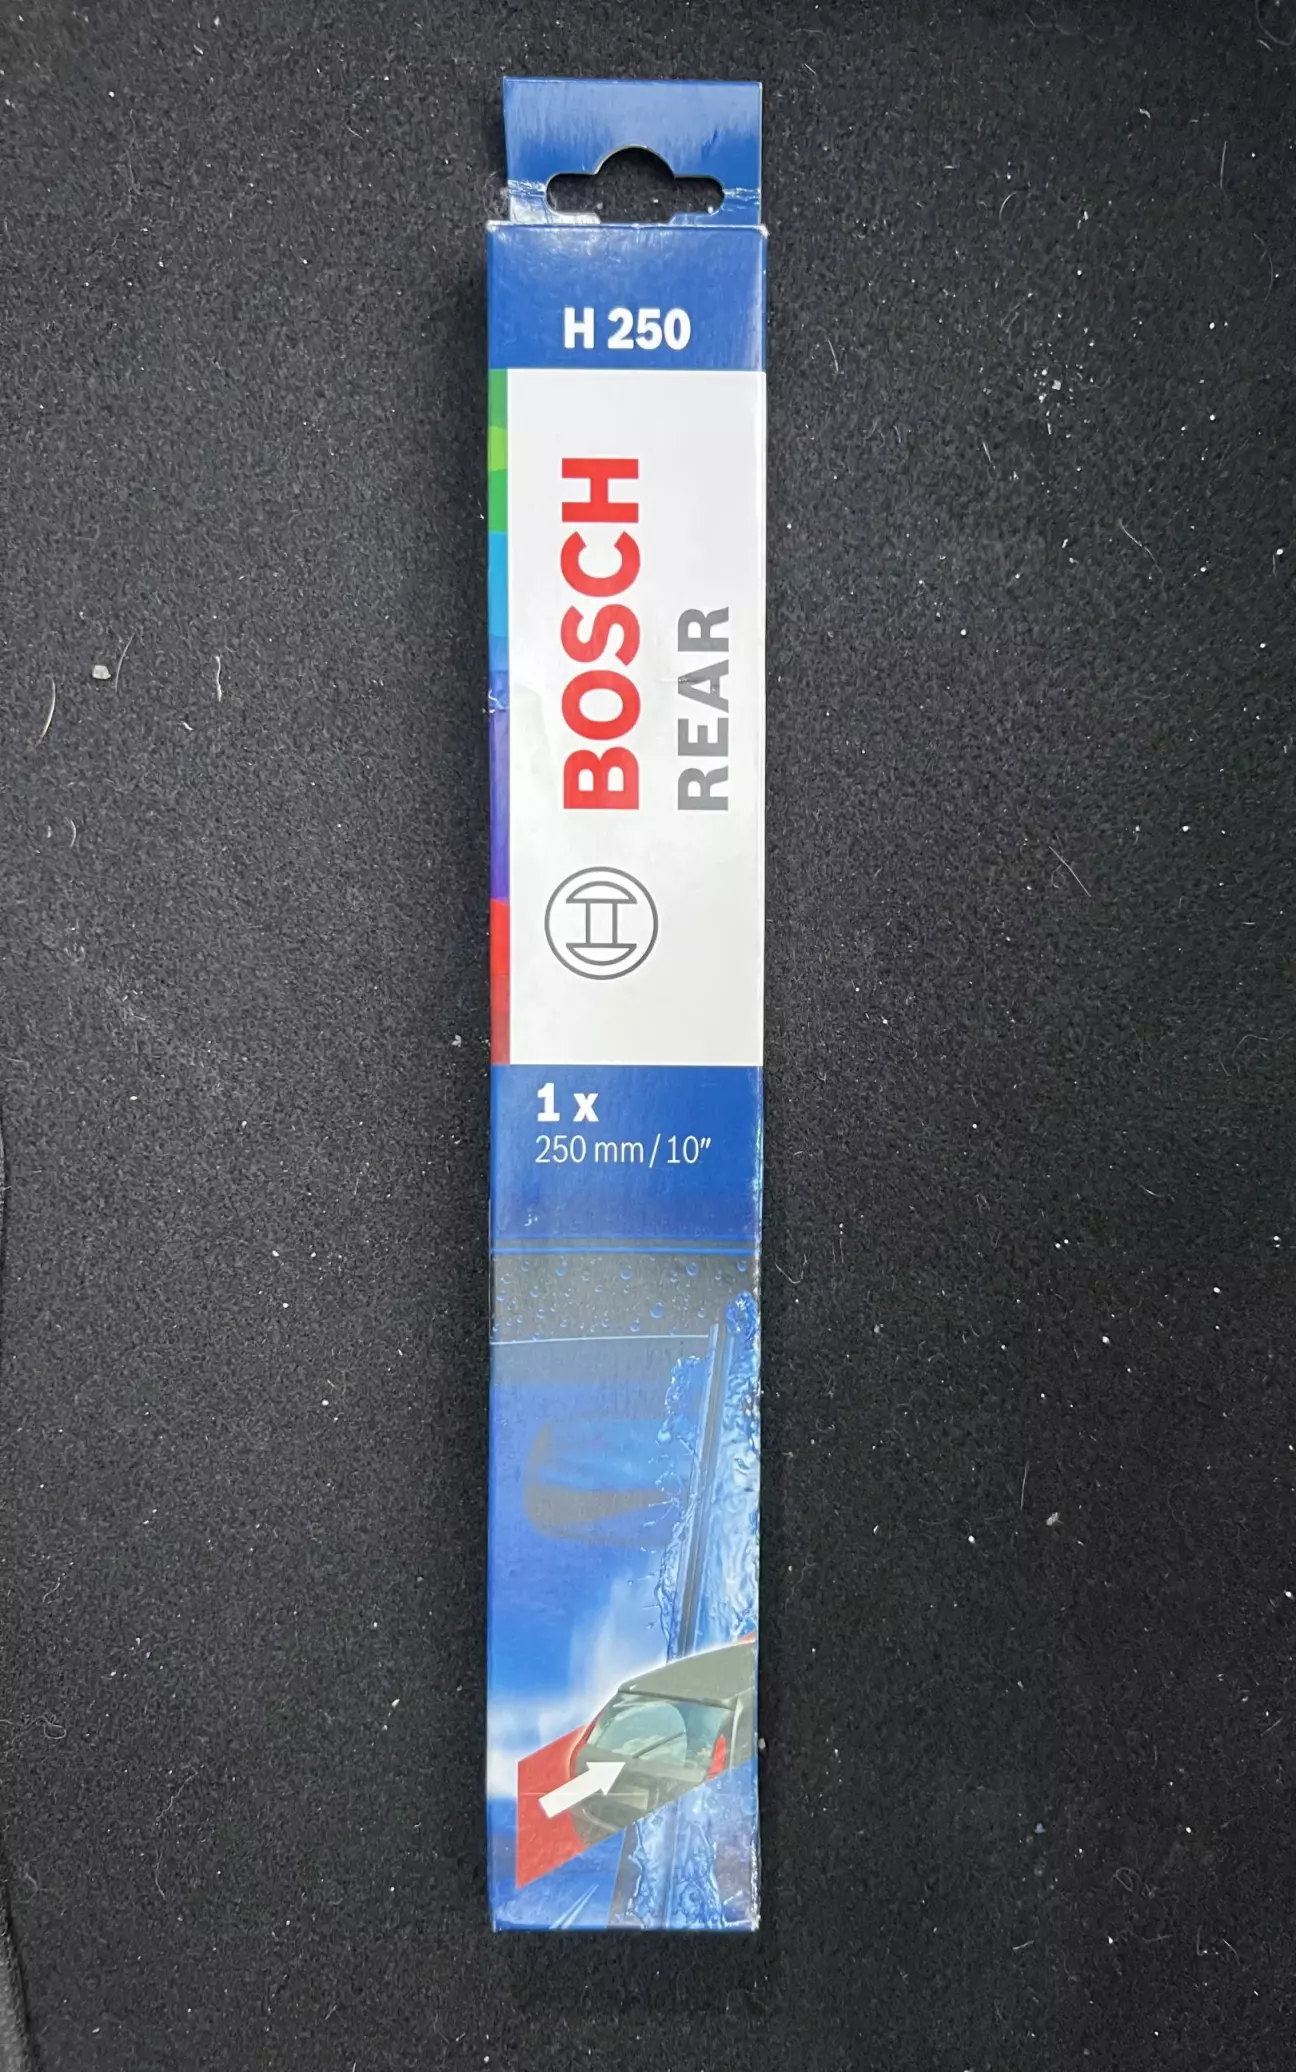 H 250
BOSCH
REAR
1 x
250 mm / 10″